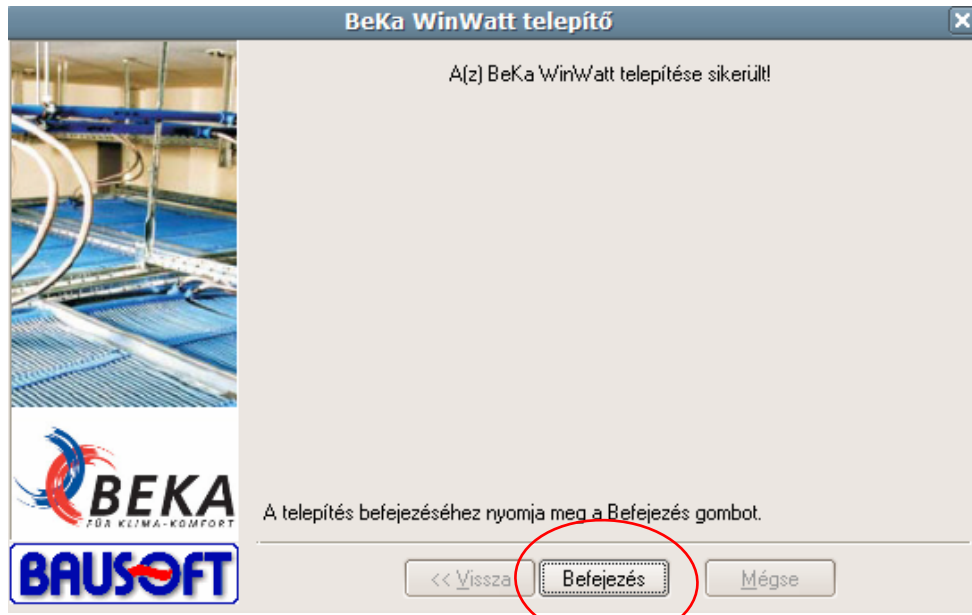 BeKa WinWatt telepítő
A(z) BeKa WinWatt telepítése sikerült!
BEKA
FÜR KLIMA-KOMFORT
A telepítés befejezéséhez nyomja meg a Befejezés gombot.
BAUSOFT
<< Vissza Befejezés Mégse